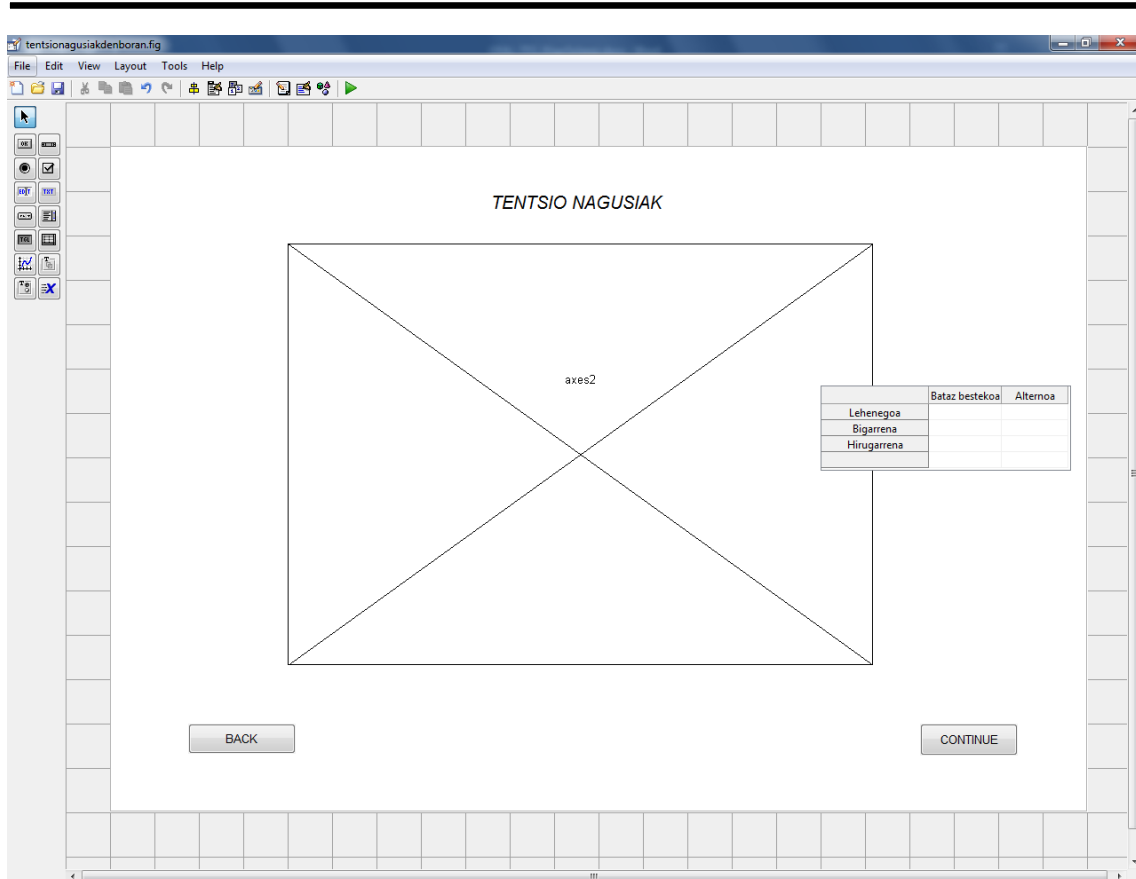 tentsionagusiakdenboran.fig
File Edit View Layout Tools Help
TENTSIO NAGUSIAK
axes2
Bataz bestekoa Alternoa
Lehenegoa
Bigarrena
Hirugarrena
BACK
CONTINUE